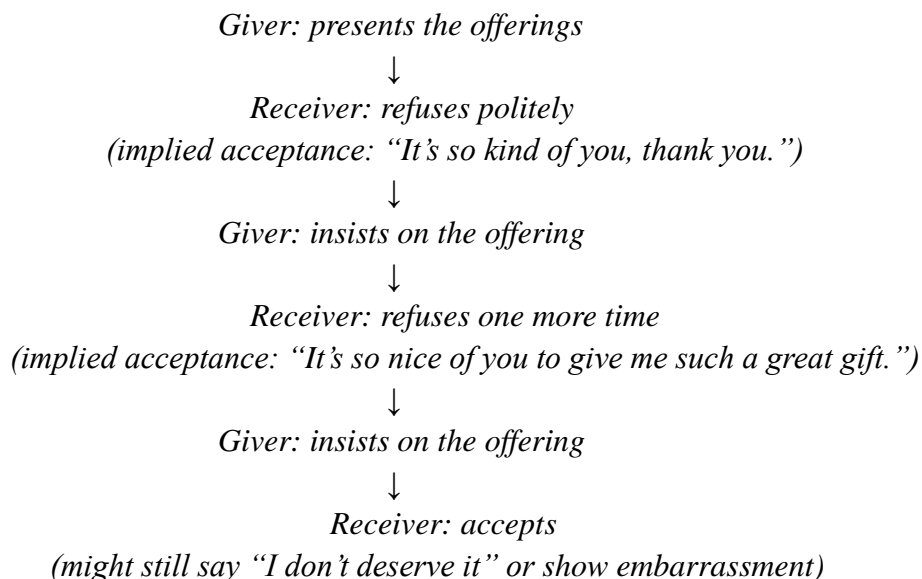 Giver: presents the offerings
↓
Receiver: refuses politely
(implied acceptance: “It’s so kind of you, thank you.”)
↓
Giver: insists on the offering
↓
Receiver: refuses one more time
(implied acceptance: “It’s so nice of you to give me such a great gift.”)
↓
Giver: insists on the offering
↓
Receiver: accepts
(might still say “I don’t deserve it” or show embarrassment)